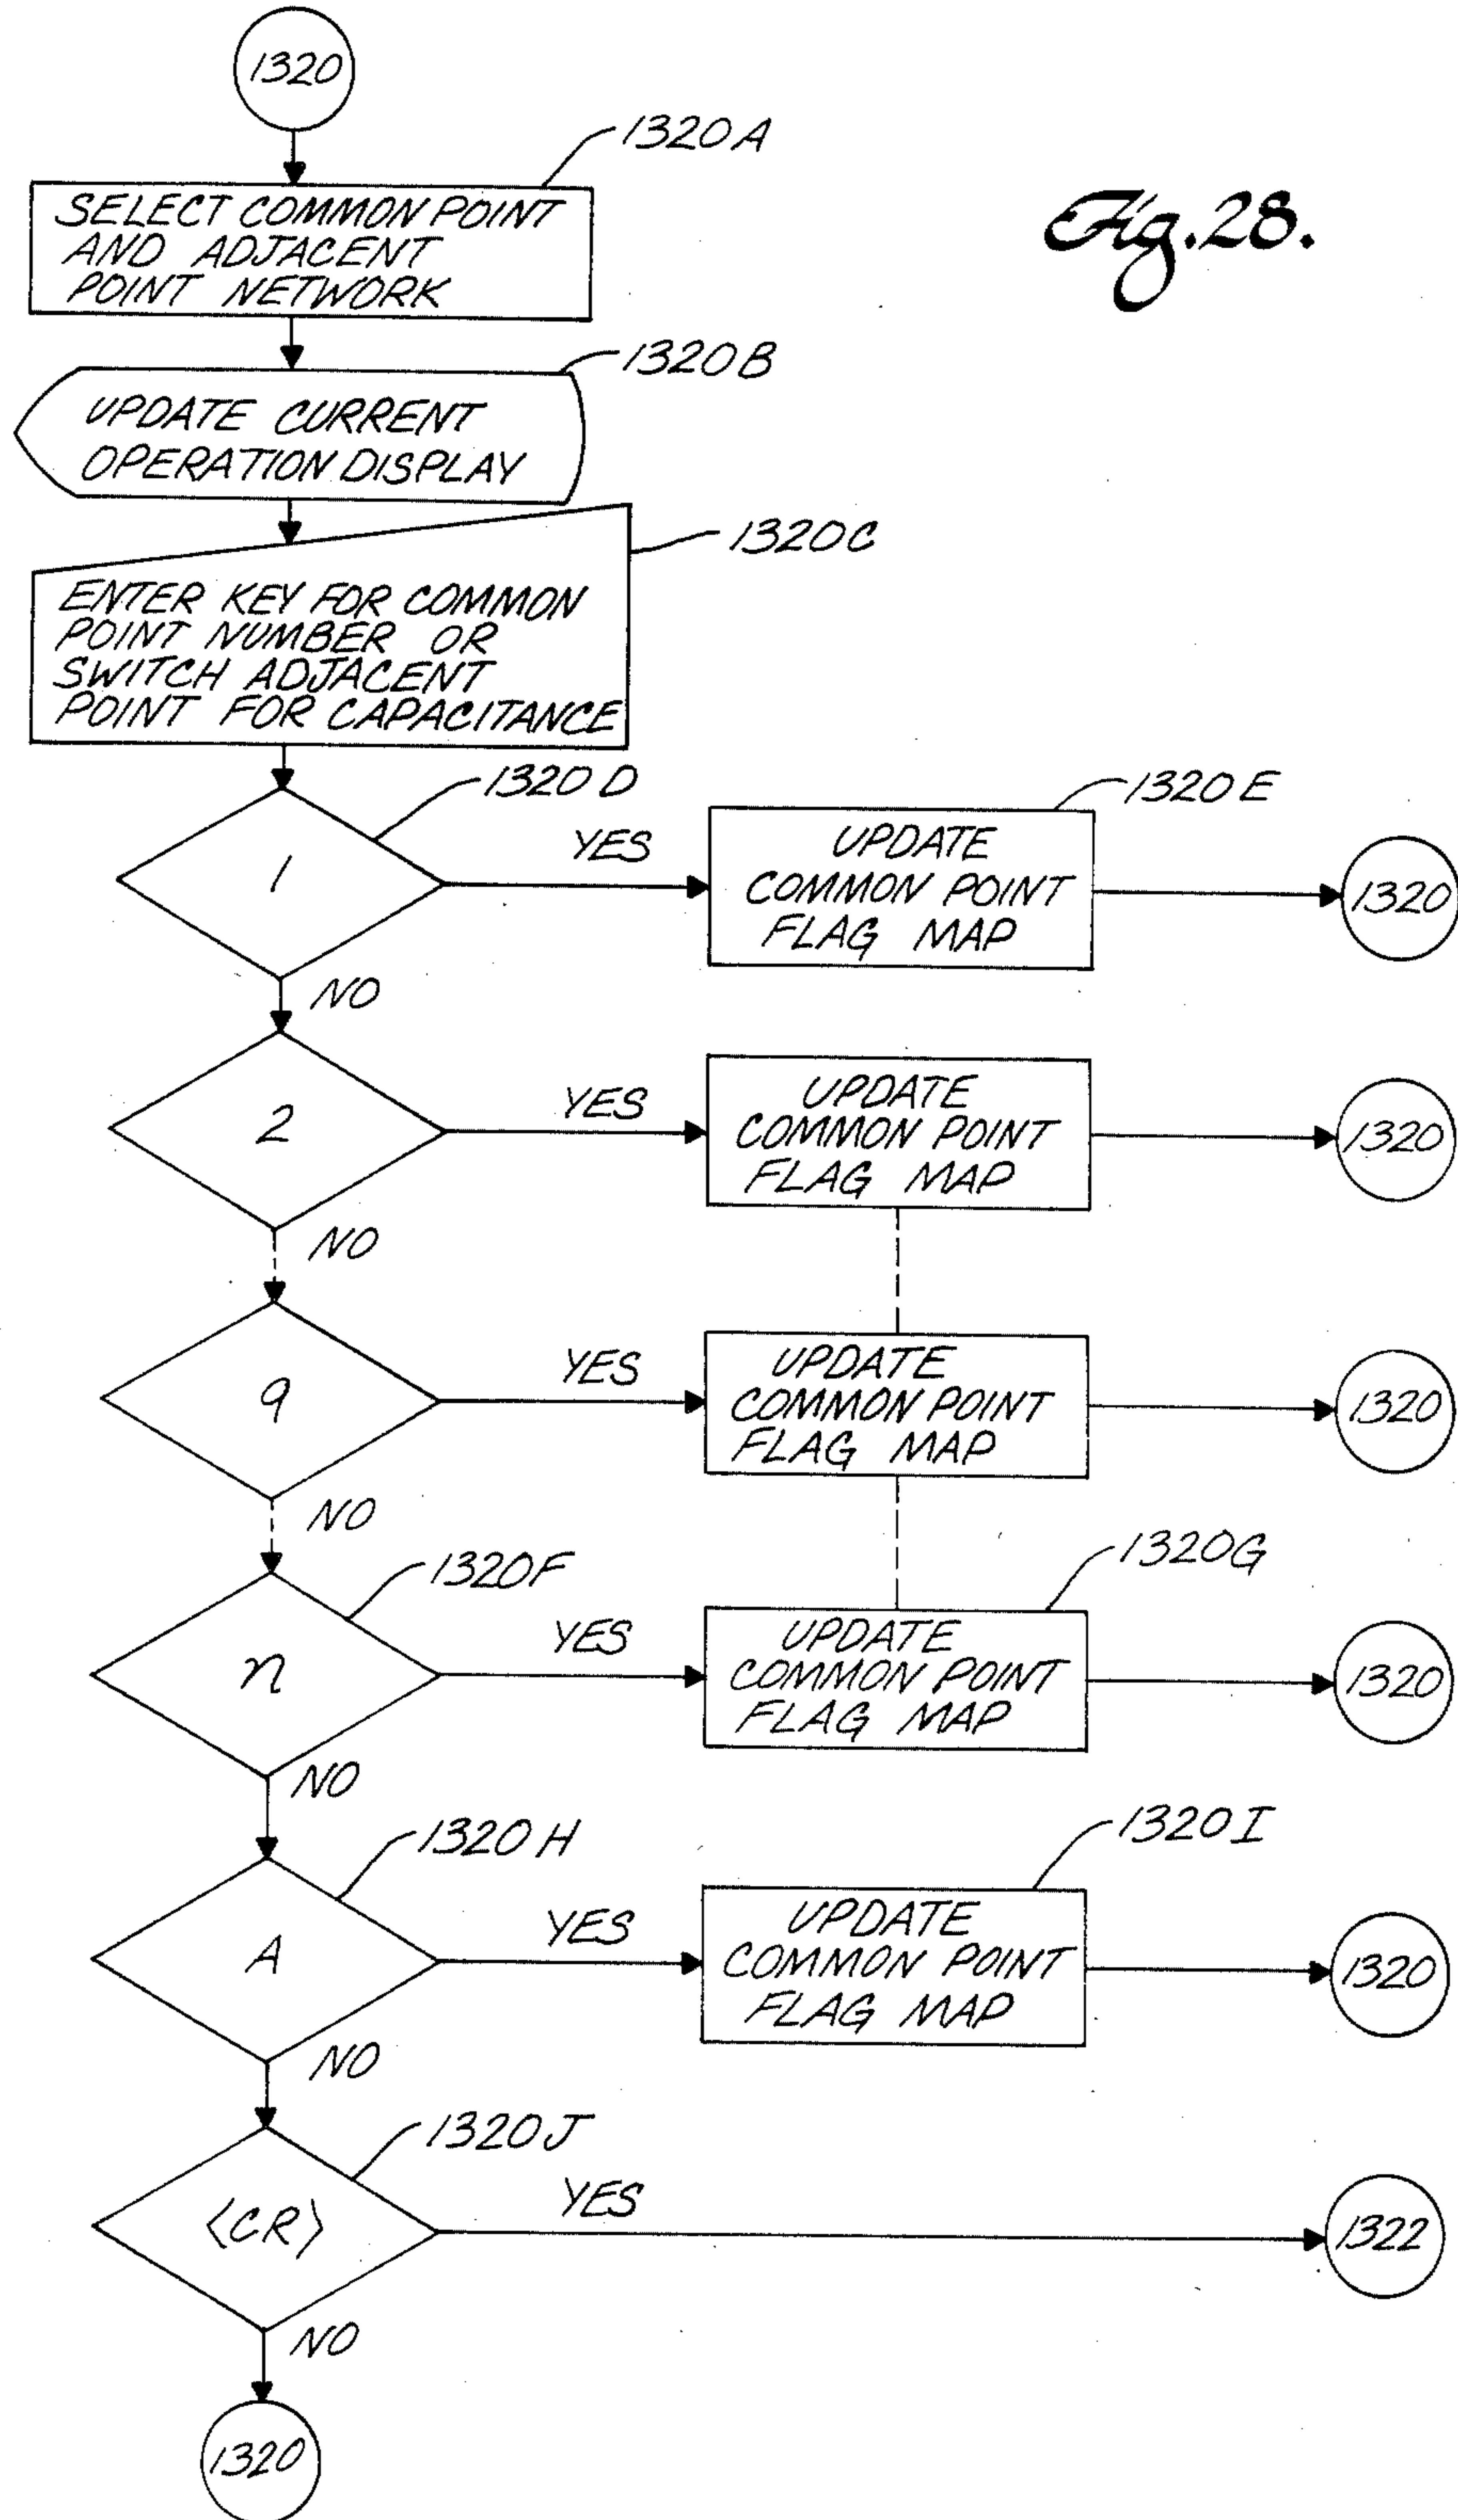 1320
1320A
Fig. 28.
SELECT COMMON POINT
AND ADJACENT
POINT NETWORK
1320B
UPDATE CURRENT
OPERATION DISPLAY
1320C
ENTER KEY FOR COMMON
POINT NUMBER OR
SWITCH ADJACENT
POINT FOR CAPACITANCE
1320D
1320E
1
YES
UPDATE
COMMON POINT
FLAG MAP
1320
NO
2
YES
UPDATE
COMMON POINT
FLAG MAP
1320
NO
9
YES
UPDATE
COMMON POINT
FLAG MAP
1320
NO
1320F
1320G
n
YES
UPDATE
COMMON POINT
FLAG MAP
1320
NO
1320H
1320I
A
YES
UPDATE
COMMON POINT
FLAG MAP
1320
NO
1320J
<CR>
YES
1322
NO
1320